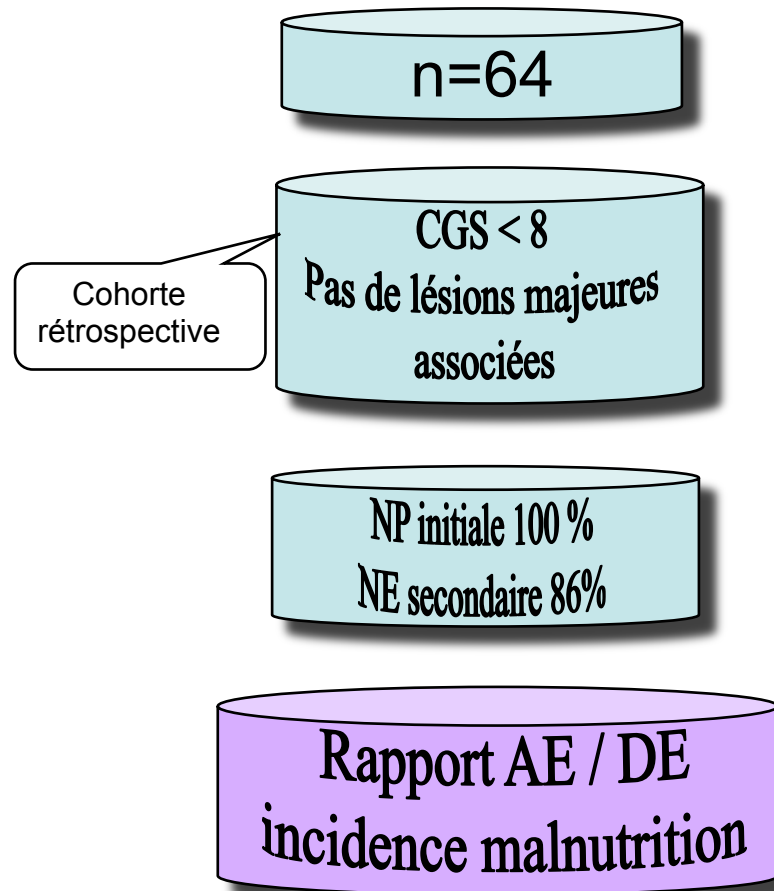 n=64
CGS < 8
Pas de lésions majeures
associées
Cohorte
rétrospective
NP initiale 100 %
NE secondaire 86%
Rapport AE / DE
incidence malnutrition